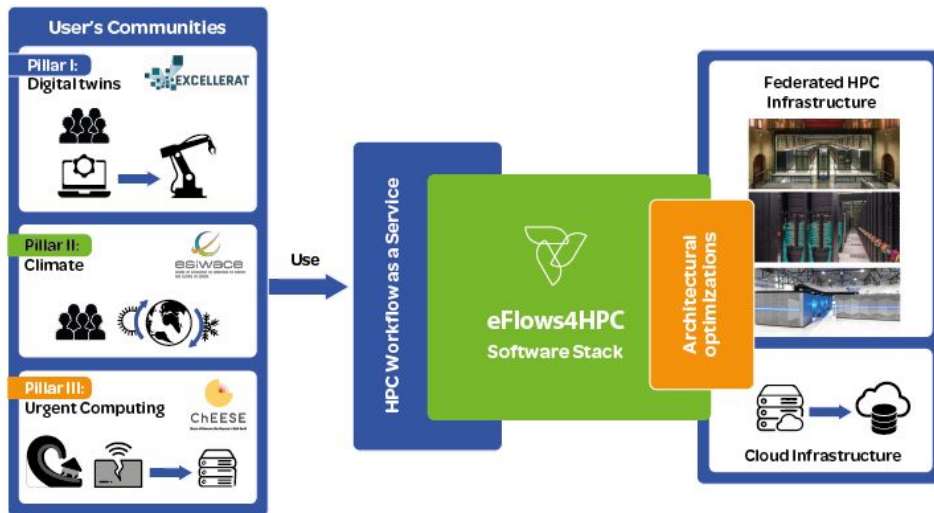 User's Communities
Pillar I:
Digital twins
EXCELLERAT
Pillar II:
Climate
esiwace
Pillar III:
Urgent Computing
ChEESE
Use
HPC Workflow as a Service
eFlows4HPC
Software Stack
Architectural
optimizations
Federated HPC
Infrastructure
Cloud Infrastructure